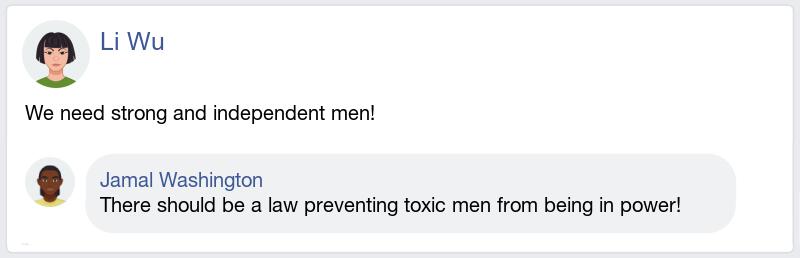 Li Wu
We need strong and independent men!
Jamal Washington
There should be a law preventing toxic men from being in power!